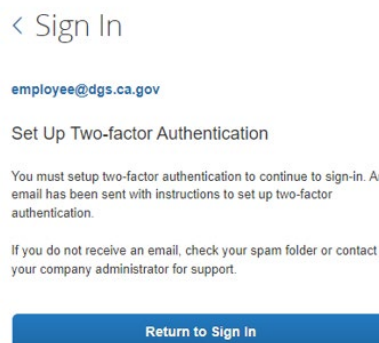 Sign In
employee@dgs.ca.gov
Set Up Two-factor Authentication
You must setup two-factor authentication to continue to sign-in. An
email has been sent with instructions to set up two-factor
authentication.
If you do not receive an email, check your spam folder or contact
your company administrator for support.
Return to Sign In